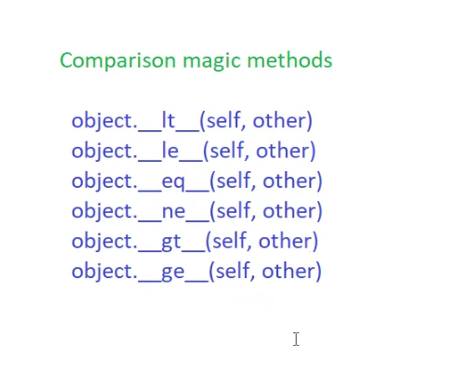 Comparison magic methods
object.__lt__(self, other)
object.__le__(self, other)
object.__eq__(self, other)
object.__ne__(self, other)
object.__gt__(self, other)
object.__ge__(self, other)